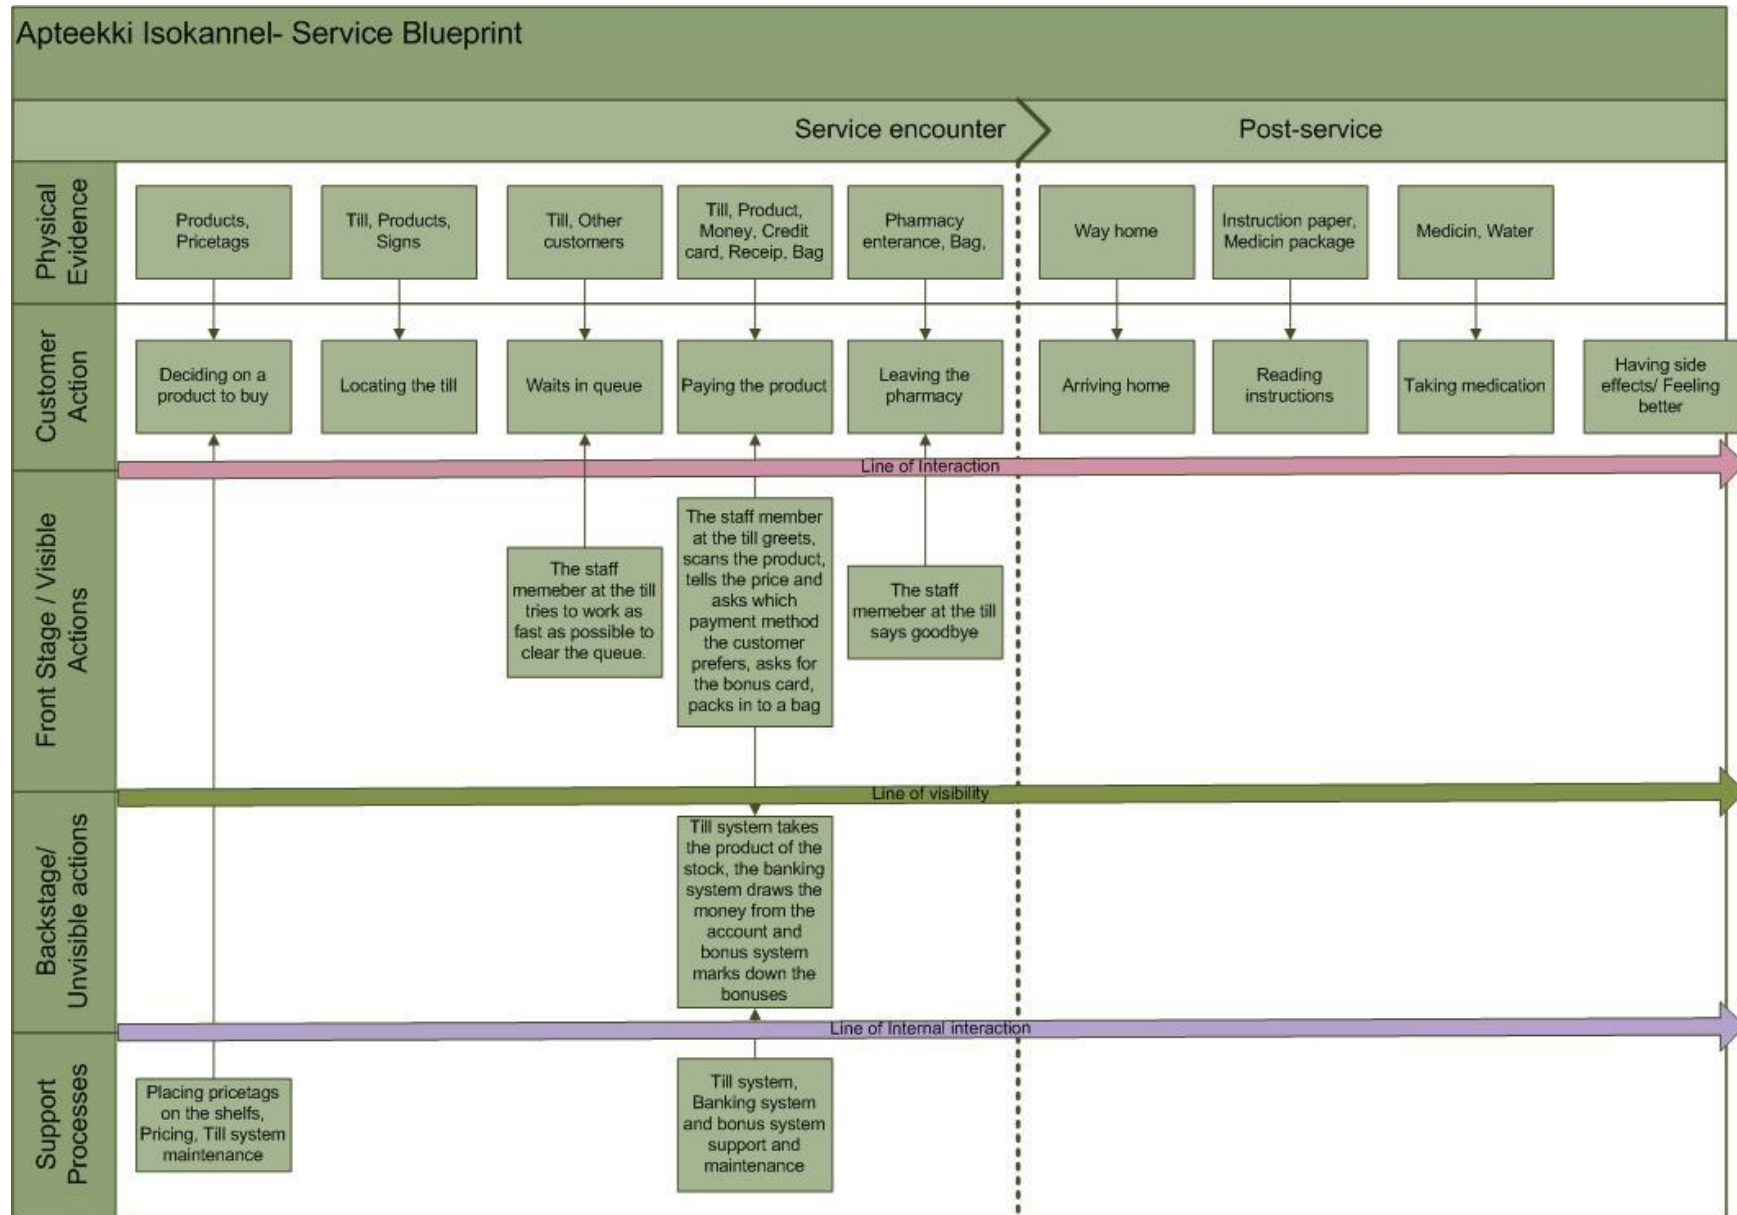 Apteekki Isokannel- Service Blueprint
Service encounter
Post-service
Physical
Evidence
Products,
Pricetags
Till, Products,
Signs
Till, Other
customers
Till, Product,
Money, Credit
card, Receip, Bag
Pharmacy
enterance, Bag,
Way home
Instruction paper,
Medicin package
Medicin, Water
Customer
Action
Deciding on a
product to buy
Locating the till
Waits in queue
Paying the product
Leaving the
pharmacy
Arriving home
Reading
instructions
Taking medication
Having side
effects/ Feeling
better
Line of Interaction
Front Stage / Visible
Actions
The staff
memeber at the till
tries to work as
fast as possible to
clear the queue.
The staff member
at the till greets,
scans the product,
tells the price and
asks which
payment method
the customer
prefers, asks for
the bonus card,
packs in to a bag
The staff
memeber at the till
says goodbye
Line of visibility
Backstage/
Unvisible actions
Till system takes
the product of the
stock, the banking
system draws the
money from the
account and
bonus system
marks down the
bonuses
Line of Internal interaction
Support
Processes
Placing pricetags
on the shelfs,
Pricing, Till system
maintenance
Till system,
Banking system
and bonus system
support and
maintenance